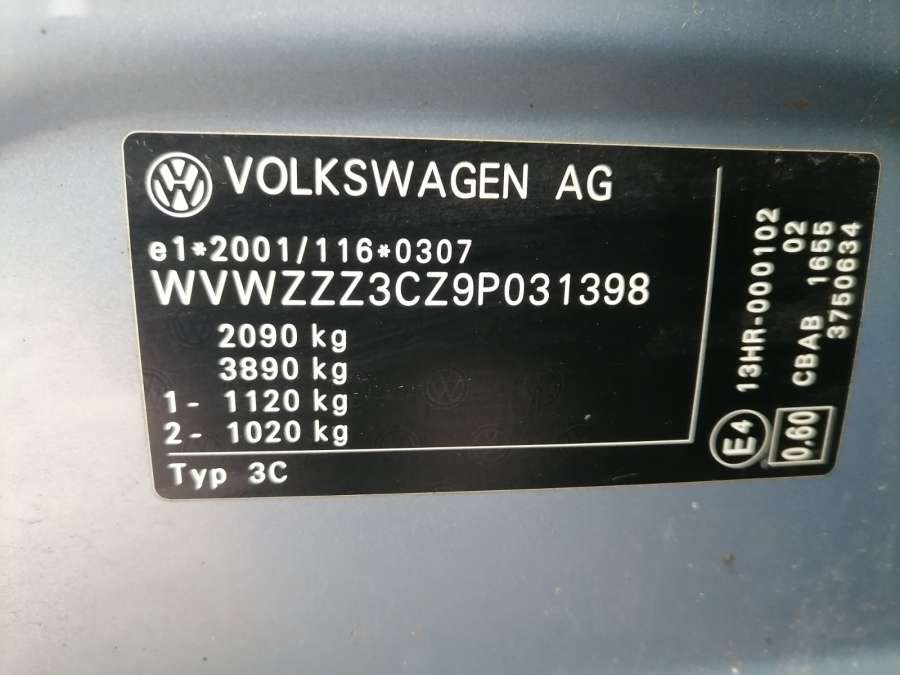 VOLKSWAGEN AG
e1*2001/116*0307
WVWZZZ3CZ9P031398
2090 kg
3890 kg
1- 1120 kg
2- 1020 kg
Typ 3C
13HR-000102
02
CBAB 1655
3750634
E4
0.60